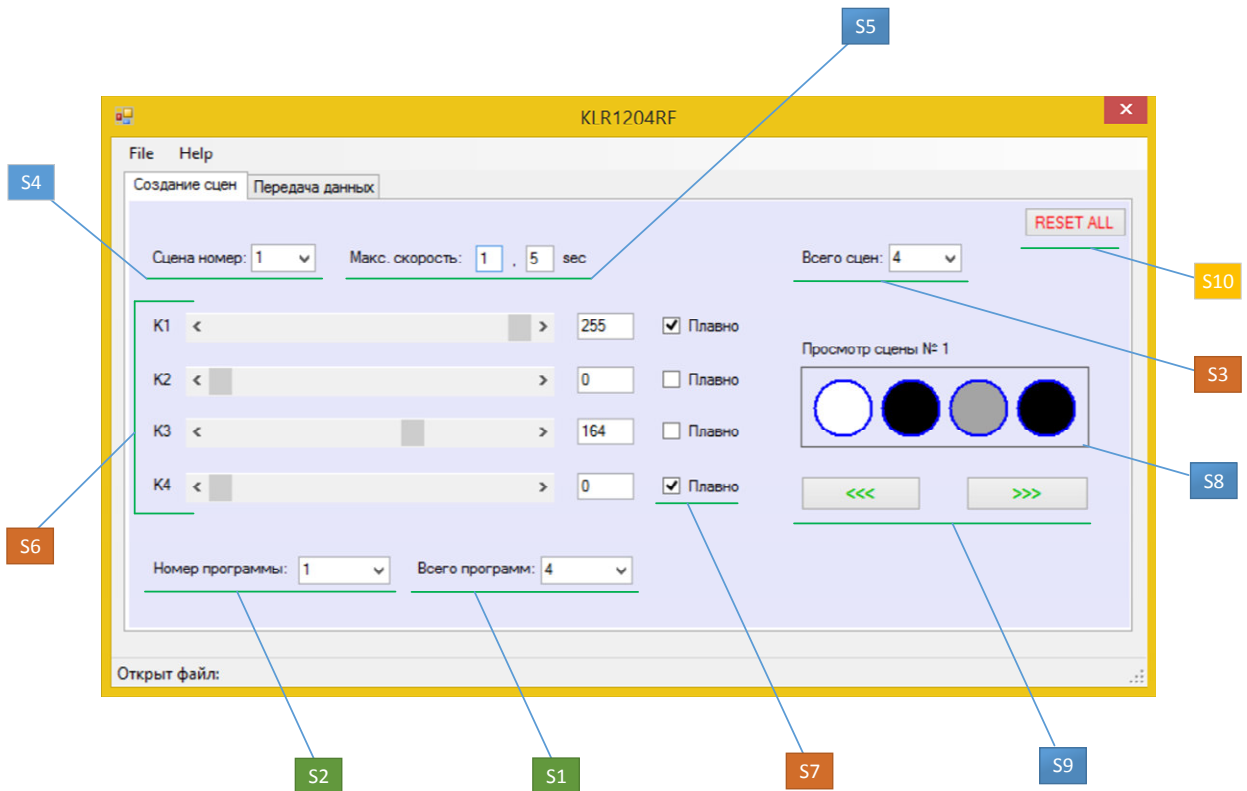 S5
KLR1204RF
File Help
S4
Создание сцен Передача данных
RESET ALL
Сцена номер: 1 Макс. скорость: 1 , 5 sec Всего сцен: 4
S10
K1 < > 255 Плавно
Просмотр сцены № 1
S3
K2 < > 0 Плавно
K3 < > 164 Плавно
K4 < > 0 Плавно
<<< >>>
S8
S6
Номер программы: 1 Всего программ: 4
Открыт файл:
S2 S1 S7 S9